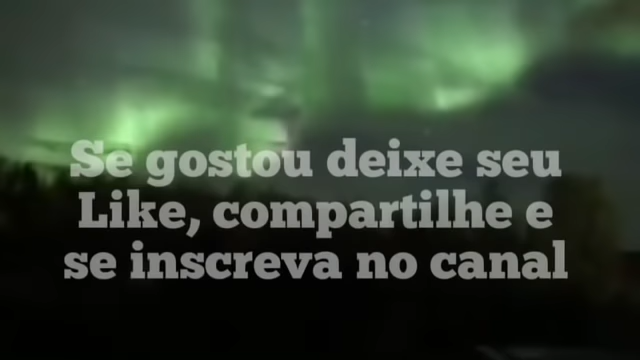 Se gostou deixe seu
Like, compartilhe e
se inscreva no canal